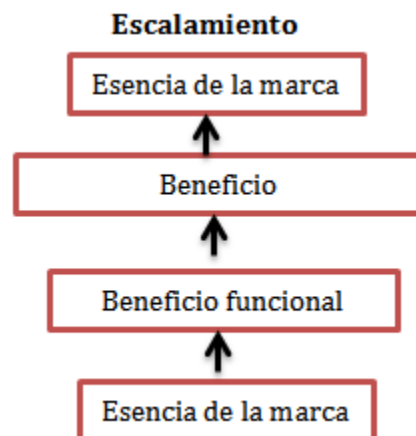 Escalamiento
Esencia de la marca
Beneficio
Beneficio funcional
Esencia de la marca